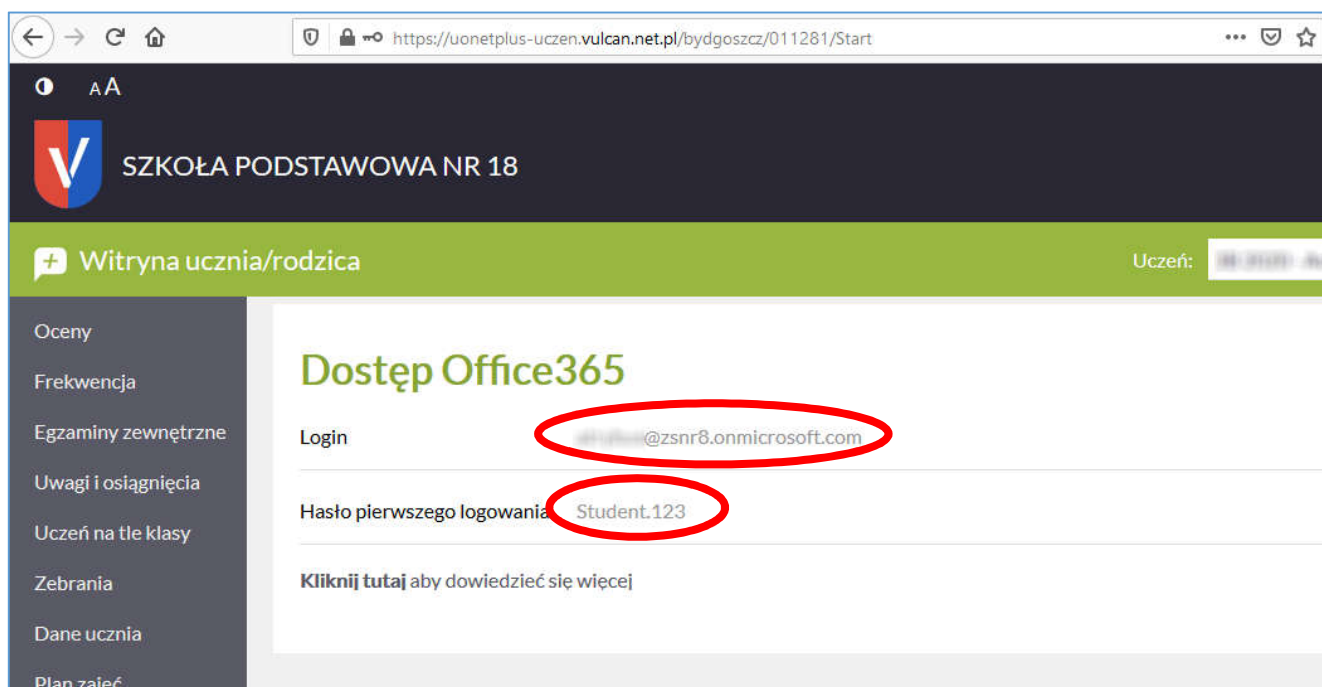 https://uonetplus-uczen.vulcan.net.pl/bydgoszcz/011281/Start
A A
V SZKOŁA PODSTAWOWA NR 18
Witryna ucznia/rodzica
Uczeń:
Oceny
Frekwencja
Egzaminy zewnętrzne
Uwagi i osiągnięcia
Uczeń na tle klasy
Zebrania
Dane ucznia
Plan zajęć
Dostęp Office365
Login @zsnr8.onmicrosoft.com
Hasło pierwszego logowania Student.123
Kliknij tutaj aby dowiedzieć się więcej